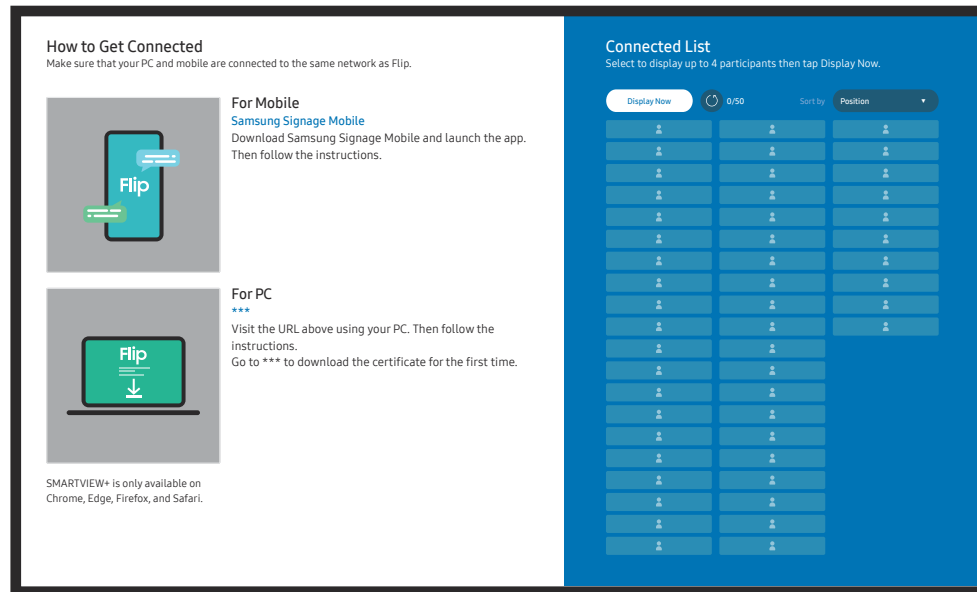 How to Get Connected
Make sure that your PC and mobile are connected to the same network as Flip.
For Mobile
Samsung Signage Mobile
Download Samsung Signage Mobile and launch the app.
Then follow the instructions.
Flip
For PC
***
Visit the URL above using your PC. Then follow the
instructions.
Go to *** to download the certificate for the first time.
Flip
SMARTVIEW+ is only available on
Chrome, Edge, Firefox, and Safari.
Connected List
Select to display up to 4 participants then tap Display Now.
Display Now
0/50
Sort by
Position